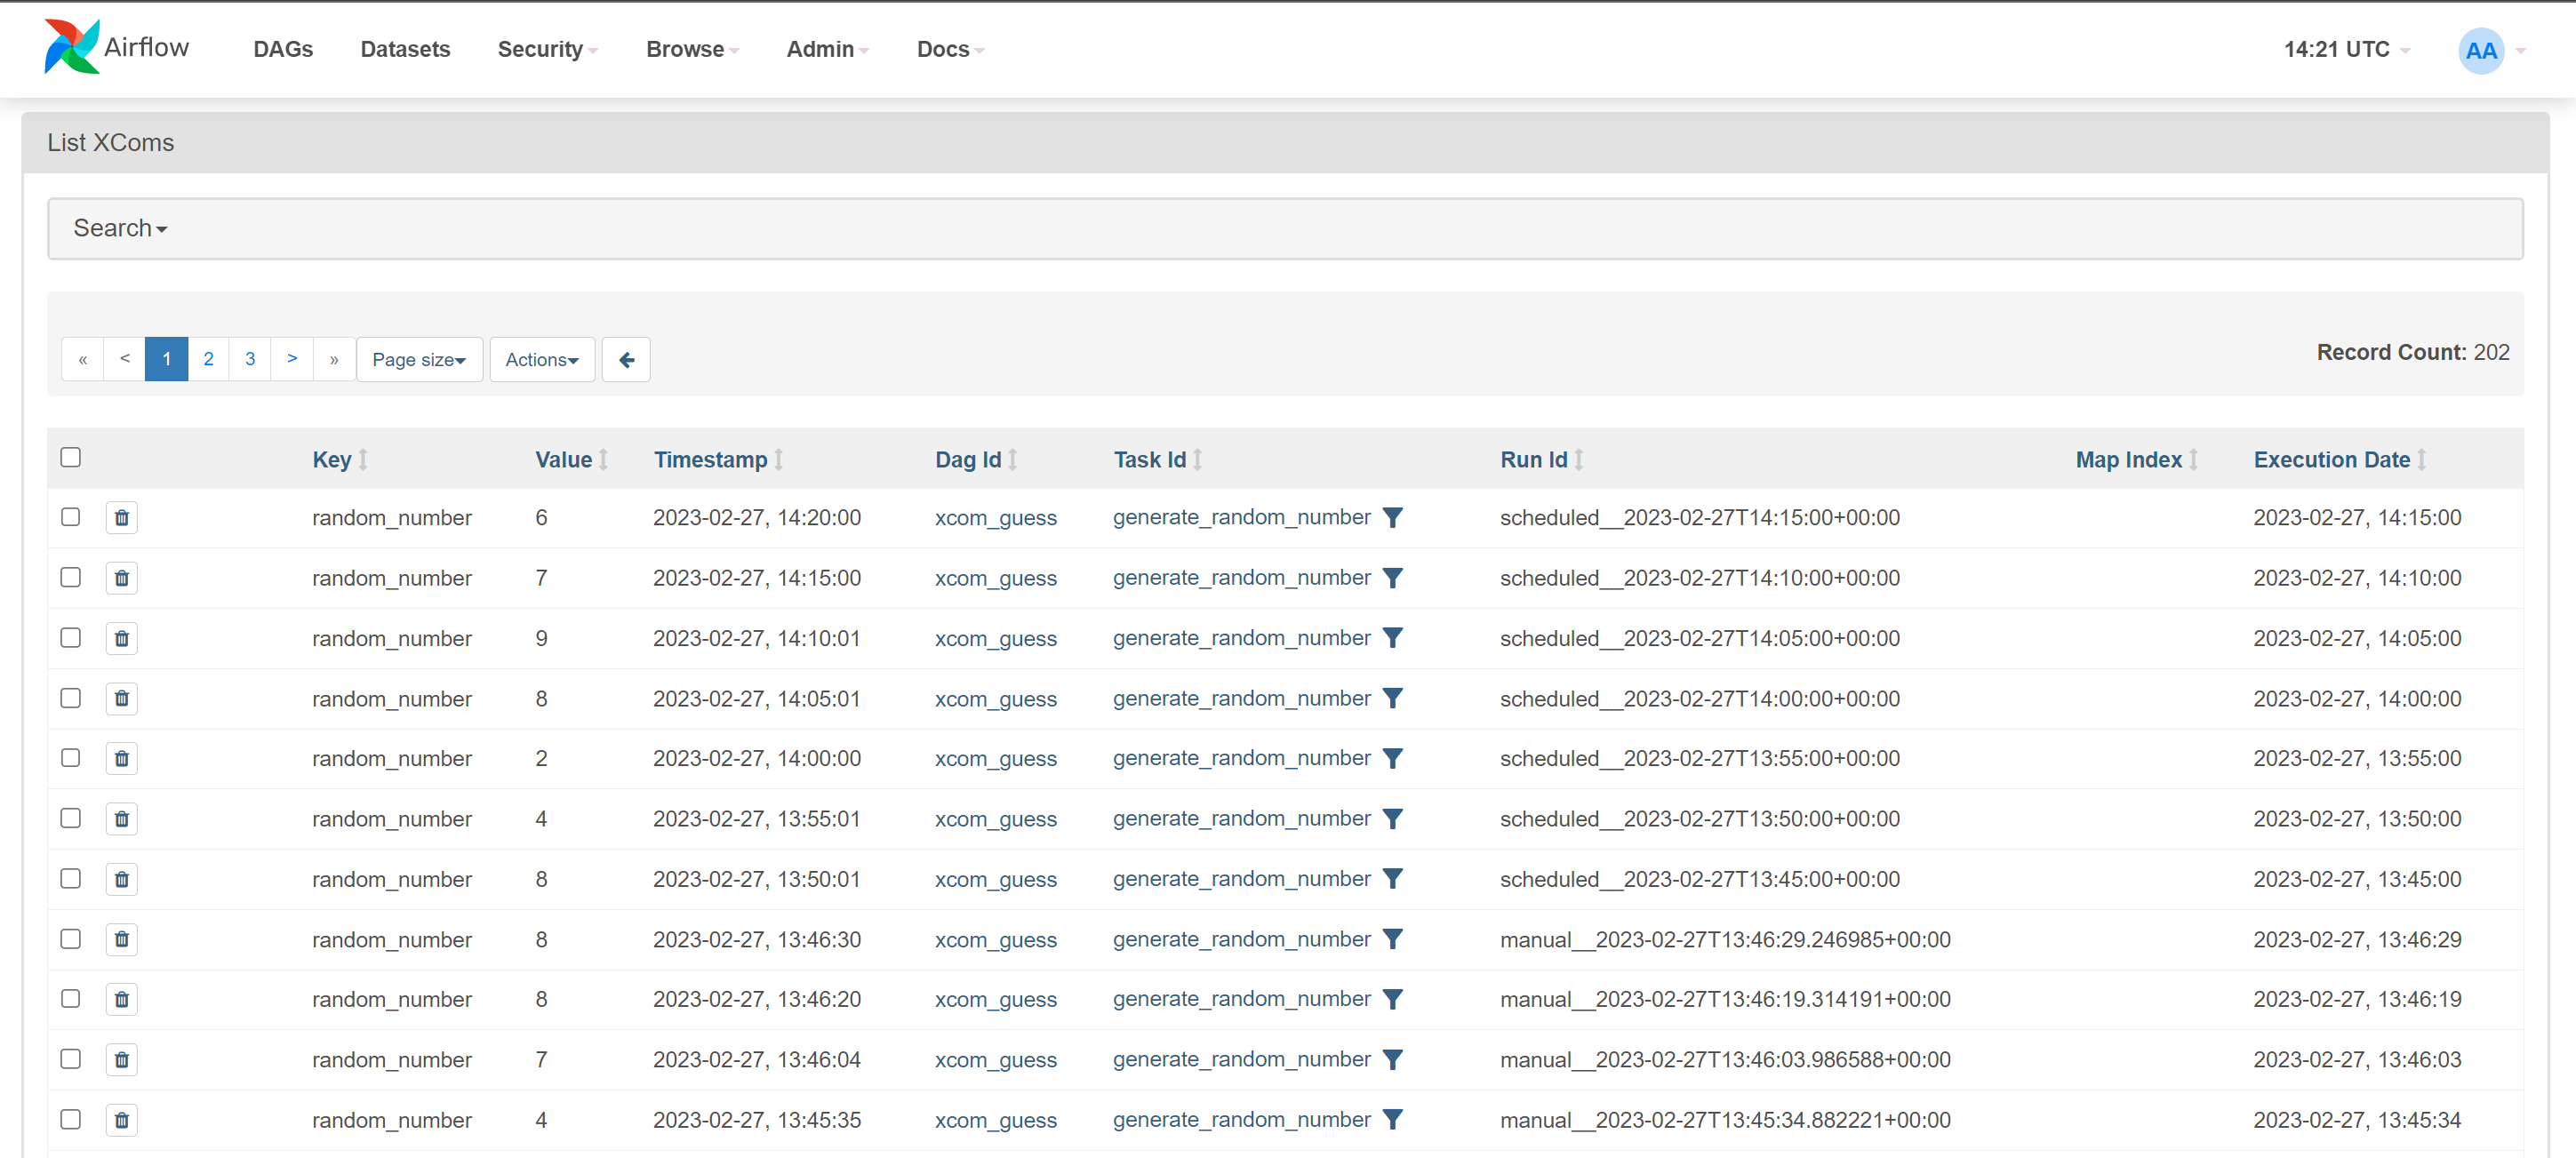 Airflow DAGs Datasets Security Browse Admin Docs 14:21 UTC AA
List XComs
Search
« < 1 2 3 > » Page size Actions Record Count: 202
Key Value Timestamp Dag Id Task Id Run Id Map Index Execution Date
random_number 6 2023-02-27, 14:20:00 xcom_guess generate_random_number scheduled__2023-02-27T14:15:00+00:00 2023-02-27, 14:15:00
random_number 7 2023-02-27, 14:15:00 xcom_guess generate_random_number scheduled__2023-02-27T14:10:00+00:00 2023-02-27, 14:10:00
random_number 9 2023-02-27, 14:10:01 xcom_guess generate_random_number scheduled__2023-02-27T14:05:00+00:00 2023-02-27, 14:05:00
random_number 8 2023-02-27, 14:05:01 xcom_guess generate_random_number scheduled__2023-02-27T14:00:00+00:00 2023-02-27, 14:00:00
random_number 2 2023-02-27, 14:00:00 xcom_guess generate_random_number scheduled__2023-02-27T13:55:00+00:00 2023-02-27, 13:55:00
random_number 4 2023-02-27, 13:55:01 xcom_guess generate_random_number scheduled__2023-02-27T13:50:00+00:00 2023-02-27, 13:50:00
random_number 8 2023-02-27, 13:50:01 xcom_guess generate_random_number scheduled__2023-02-27T13:45:00+00:00 2023-02-27, 13:45:00
random_number 8 2023-02-27, 13:46:30 xcom_guess generate_random_number manual__2023-02-27T13:46:29.246985+00:00 2023-02-27, 13:46:29
random_number 8 2023-02-27, 13:46:20 xcom_guess generate_random_number manual__2023-02-27T13:46:19.314191+00:00 2023-02-27, 13:46:19
random_number 7 2023-02-27, 13:46:04 xcom_guess generate_random_number manual__2023-02-27T13:46:03.986588+00:00 2023-02-27, 13:46:03
random_number 4 2023-02-27, 13:45:35 xcom_guess generate_random_number manual__2023-02-27T13:45:34.882221+00:00 2023-02-27, 13:45:34